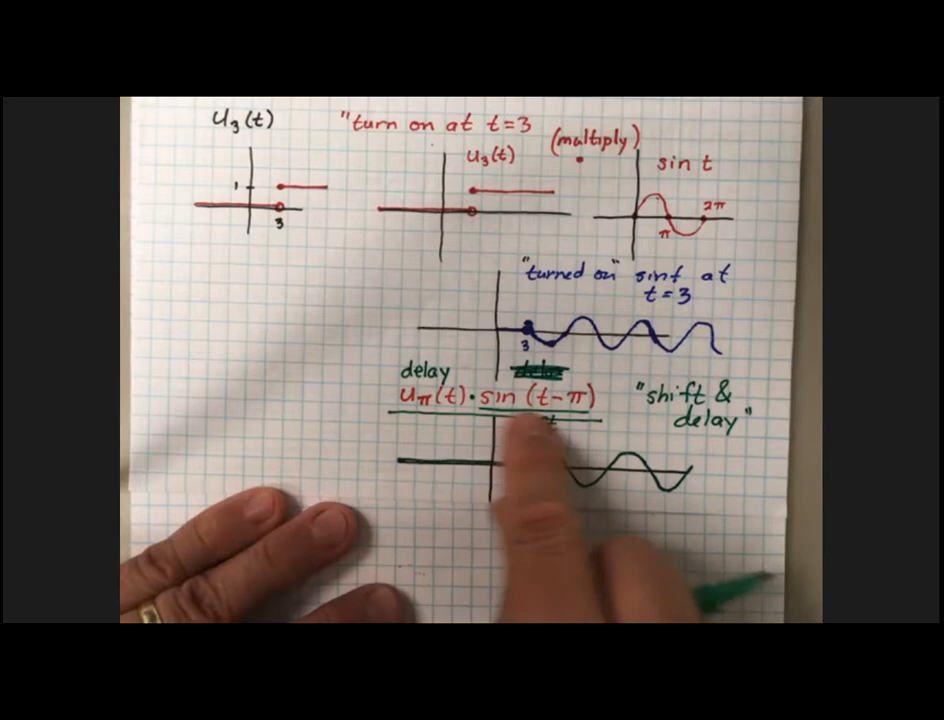 u₃(t)
"turn on at t=3
(multiply)
u₃(t)
•
sin t
1
3
π
2π
"turned on" sint at
t=3
3
delay
uπ(t)·sin (t-π)
"shift &
delay"